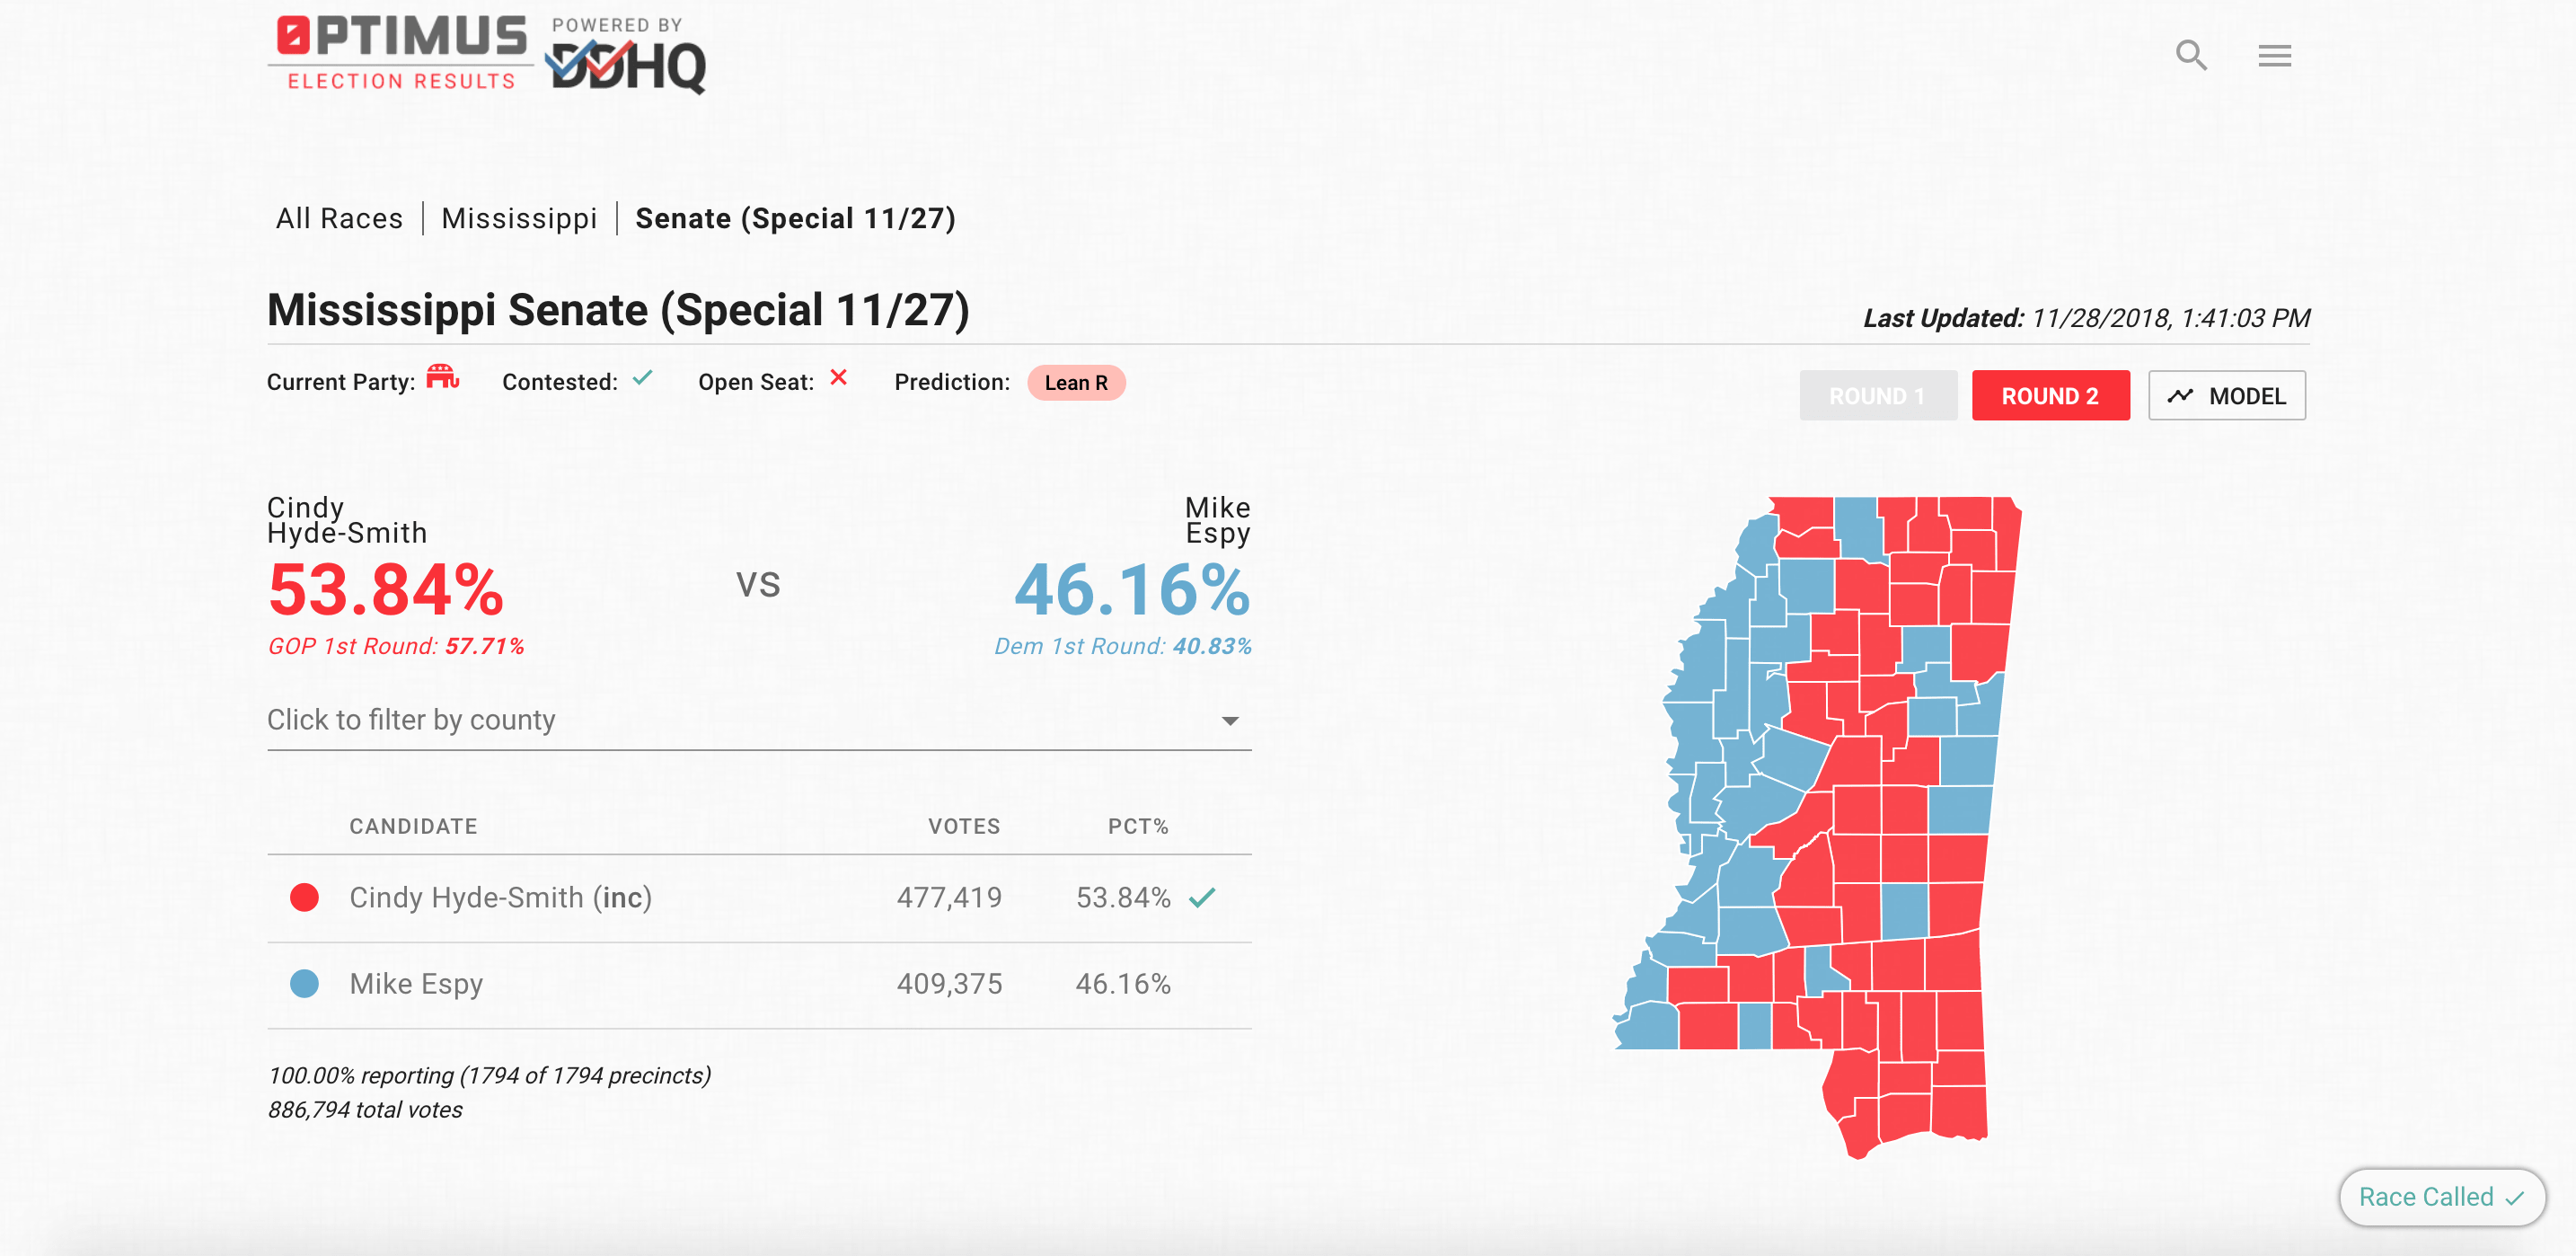 OPTIMUS
ELECTION RESULTS
POWERED BY
DDHQ
All Races | Mississippi | Senate (Special 11/27)
Mississippi Senate (Special 11/27)
Last Updated: 11/28/2018, 1:41:03 PM
Current Party: Contested: Open Seat: Prediction: Lean R
ROUND 1 ROUND 2 MODEL
Cindy
Hyde-Smith
53.84%
GOP 1st Round: 57.71%
VS
Mike
Espy
46.16%
Dem 1st Round: 40.83%
Click to filter by county
CANDIDATE VOTES PCT%
Cindy Hyde-Smith (inc) 477,419 53.84%
Mike Espy 409,375 46.16%
100.00% reporting (1794 of 1794 precincts)
886,794 total votes
Race Called